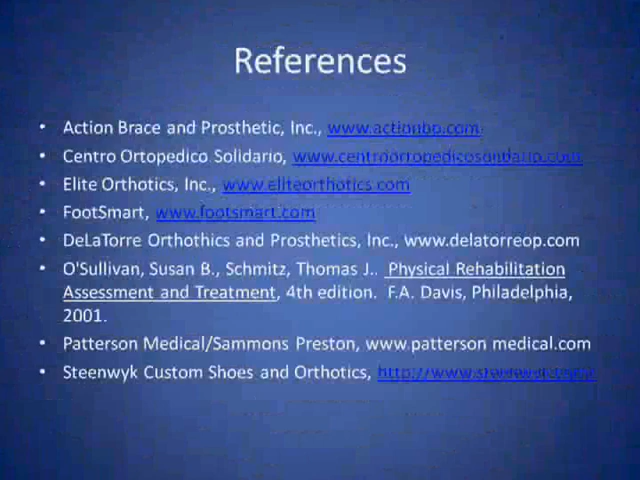 References
• Action Brace and Prosthetic, Inc., www.actionbp.com
• Centro Ortopedico Solidario, www.centroortopedicosolidario.com
• Elite Orthotics, Inc., www.eliteorthotics.com
• FootSmart, www.footsmart.com
• DeLaTorre Orthothics and Prosthetics, Inc., www.delatorreop.com
• O'Sullivan, Susan B., Schmitz, Thomas J.. Physical Rehabilitation
Assessment and Treatment, 4th edition. F.A. Davis, Philadelphia,
2001.
• Patterson Medical/Sammons Preston, www.patterson medical.com
• Steenwyk Custom Shoes and Orthotics,